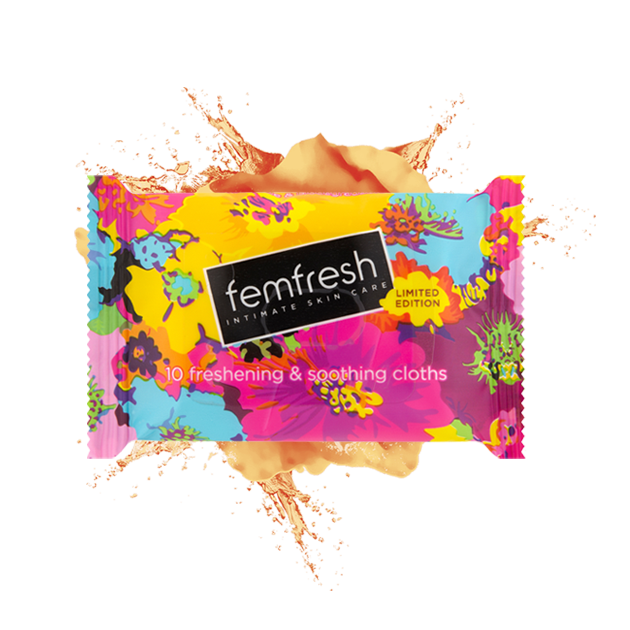 femfresh
INTIMATE SKIN CARE
LIMITED
EDITION
10 freshening & soothing cloths